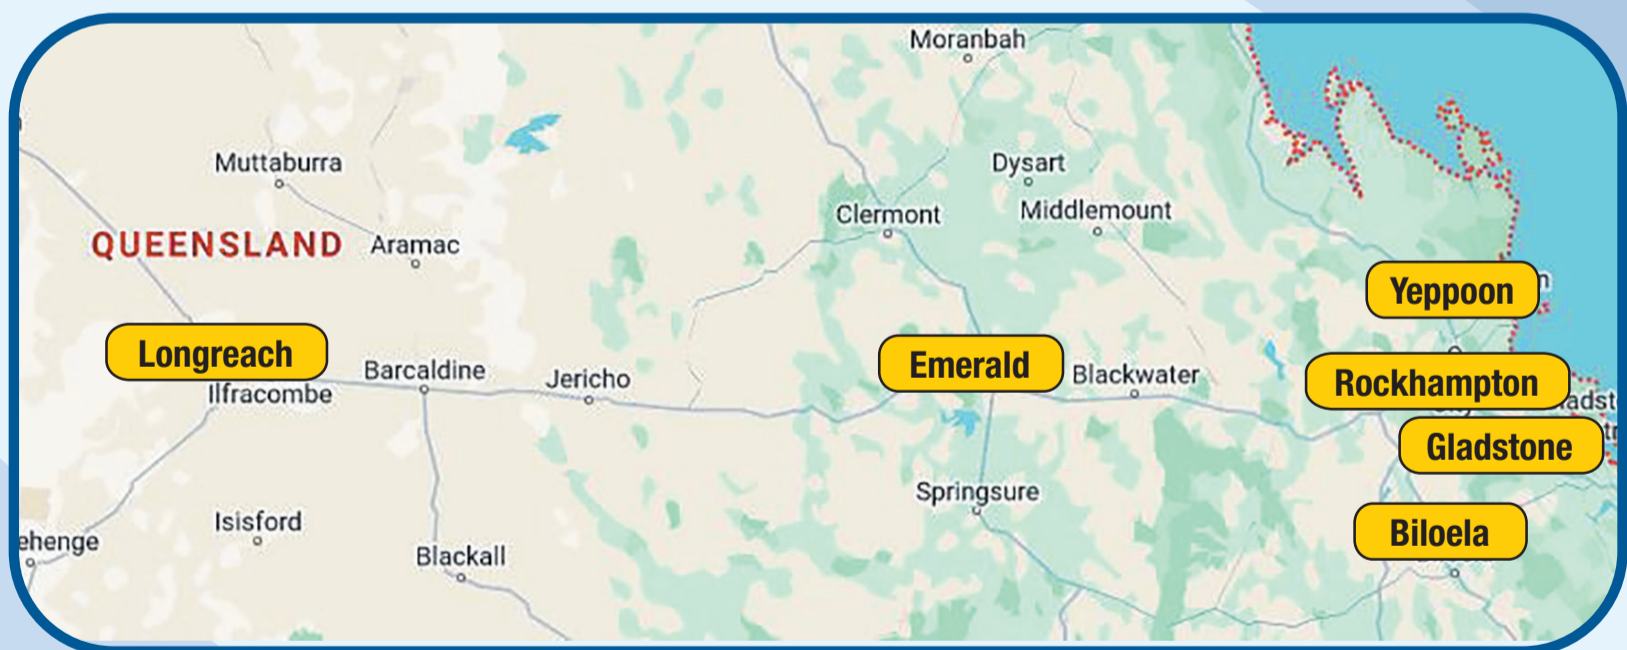 Moranbah
Muttaburra
Dysart
Clermont
Middlemount
QUEENSLAND
Aramac
Yeppoon
Longreach
Emerald
Barcaldine
Jericho
Blackwater
Rockhampton
Ilfracombe
Gladstone
Springsure
Isisford
Biloela
ehenge
Blackall